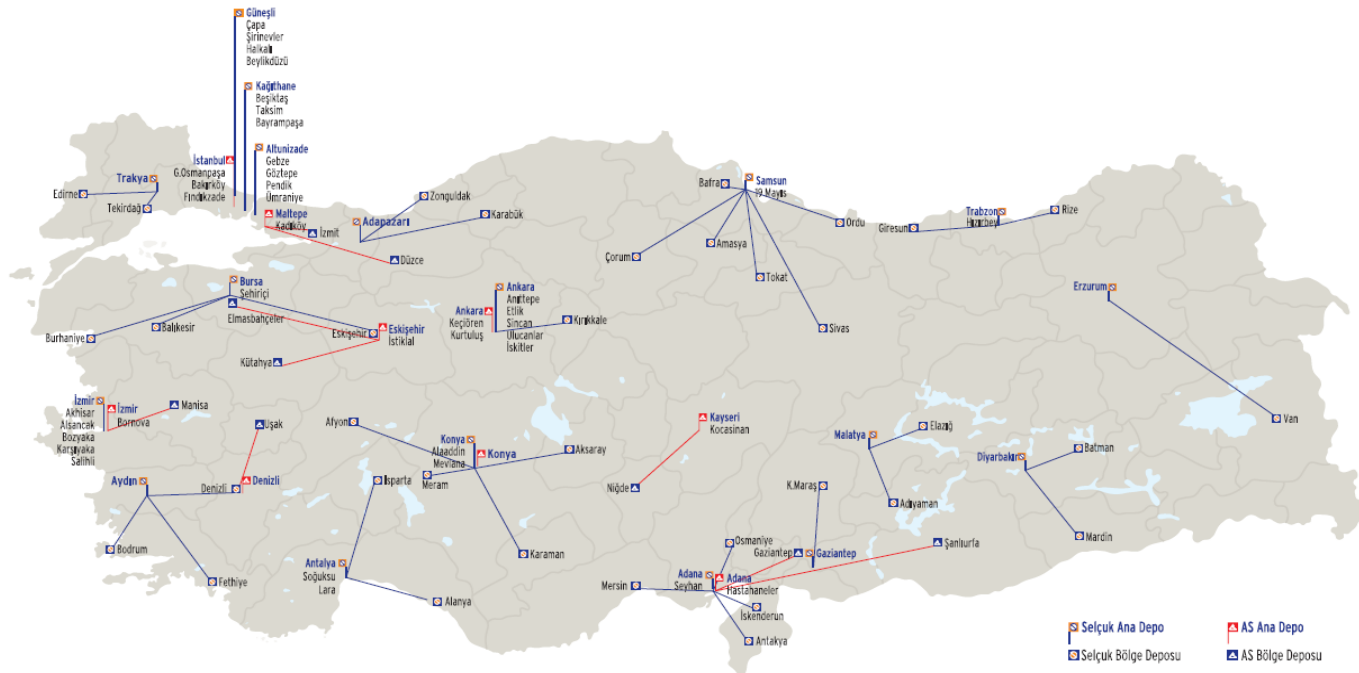 Güneşli
Çapa
Şirinevler
Halkalı
Beylikdüzü
Kağıthane
Beşiktaş
Taksim
Bayrampaşa
Altunizade
Gebze
Göztepe
Pendik
Ümraniye
İstanbul
G.Osmanpaşa
Bakırköy
Fındıkzade
Trakya
Edirne
Tekirdağ
Maltepe
Kadıköy
İzmit
Adapazarı
Zonguldak
Karabük
Düzce
Bafra
Samsun
19 Mayıs
Ordu
Çorum
Amasya
Tokat
Sivas
Giresun
Trabzon
Hızırbey
Rize
Erzurum
Van
Bursa
Şehiriçi
Elmasbahçeler
Balıkesir
Burhaniye
Eskişehir
Eskişehir
İstiklal
Kütahya
Ankara
Keçiören
Kurtuluş
Ankara
Anıttepe
Etlik
Sincan
Ulucanlar
İskitler
Kırıkkale
İzmir
Akhisar
Alsancak
Bozyaka
Karşıyaka
Salihli
İzmir
Bornova
Manisa
Uşak
Afyon
Konya
Alaaddin
Mevlana
Konya
Meram
Aksaray
Karaman
Kayseri
Kocasinan
Niğde
Malatya
Elazığ
Adıyaman
Diyarbakır
Batman
Mardin
Aydın
Denizli
Denizli
Bodrum
Fethiye
Isparta
Antalya
Soğuksu
Lara
Alanya
K.Maraş
Osmaniye
Gaziantep
Gaziantep
Şanlıurfa
Mersin
Adana
Seyhan
Adana
Hastahaneler
İskenderun
Antakya
Selçuk Ana Depo
AS Ana Depo
Selçuk Bölge Deposu
AS Bölge Deposu